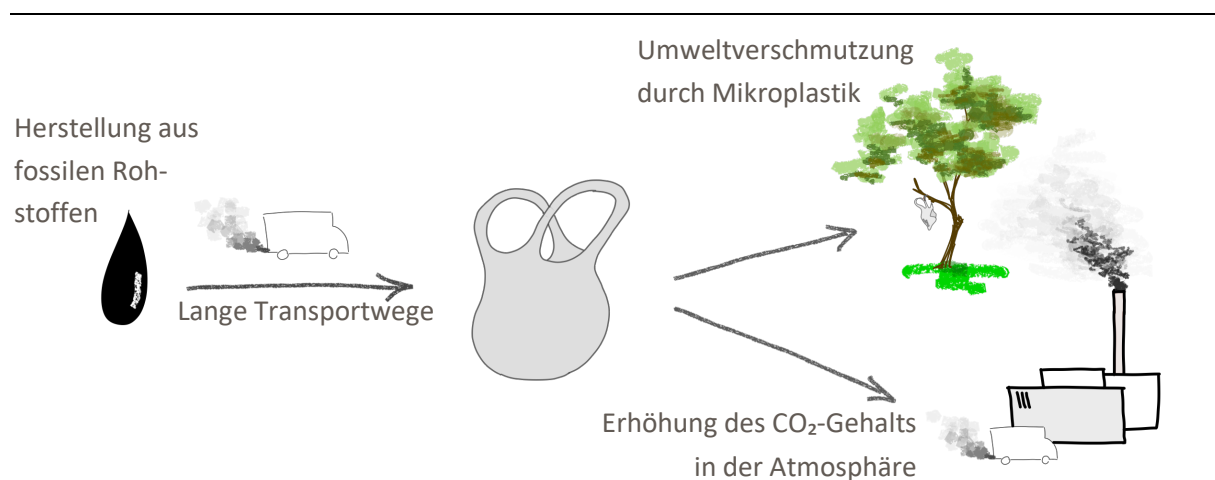 Umweltverschmutzung
durch Mikroplastik
Herstellung aus
fossilen Roh-
stoffen
Lange Transportwege
Erhöhung des CO₂-Gehalts
in der Atmosphäre